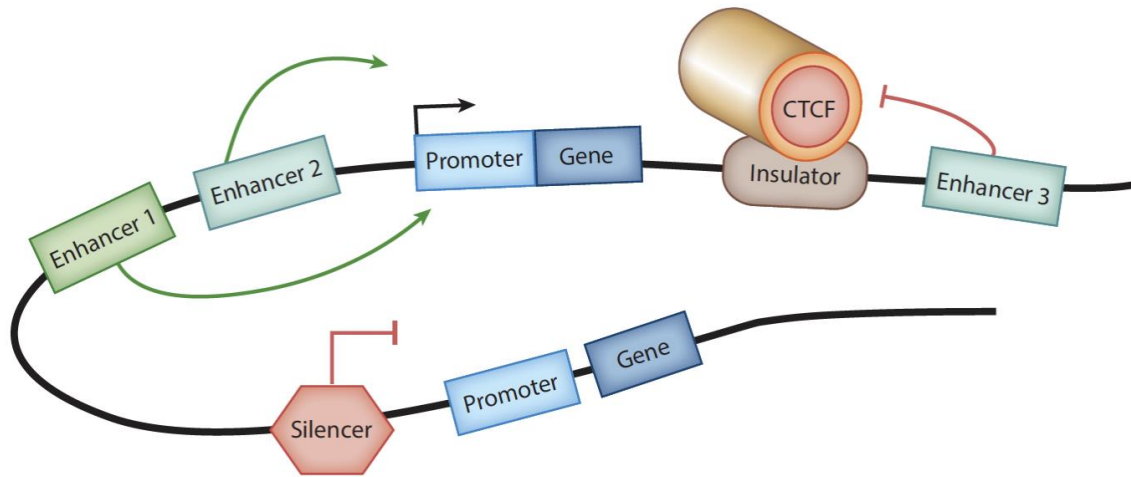 CTCF
Enhancer 2
Promoter
Gene
Insulator
Enhancer 3
Enhancer 1
Silencer
Promoter
Gene